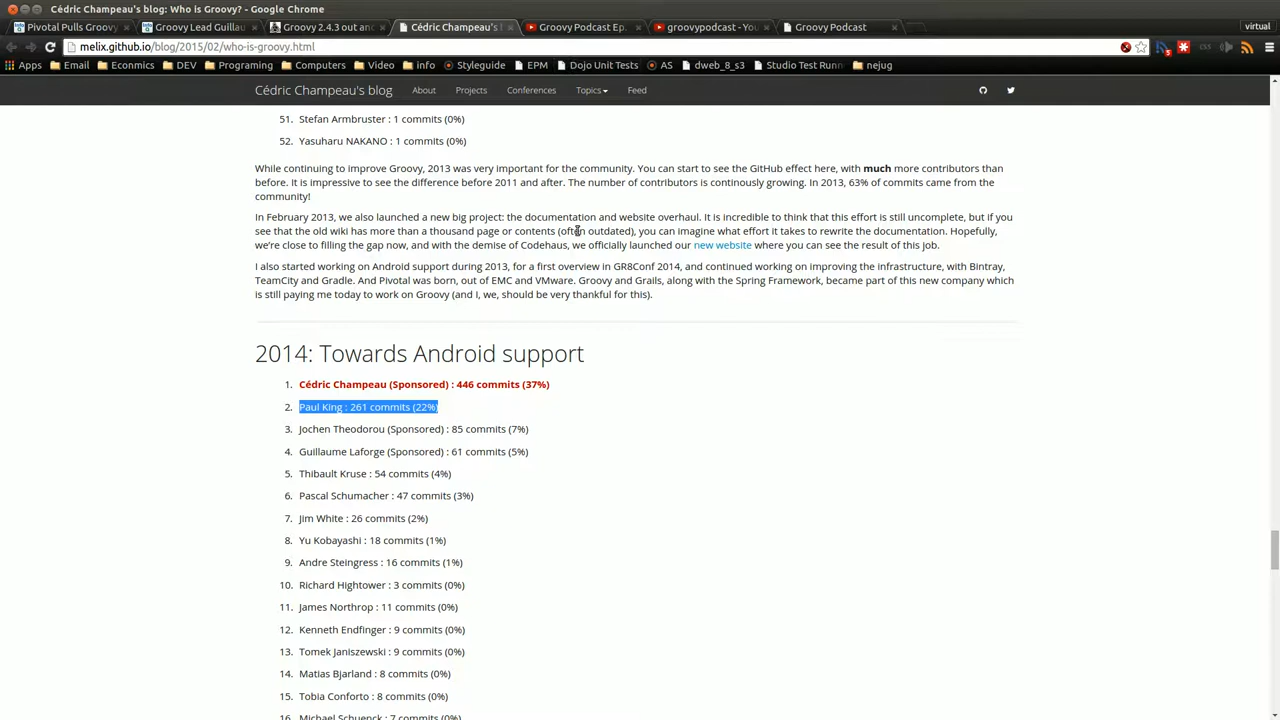 Cédric Champeau's blog: Who is Groovy? - Google Chrome
Pivotal Pulls Groovy
Groovy Lead Guillau
Groovy 2.4.3 out and
Cédric Champeau's
Groovy Podcast Ep.
groovypodcast - You
Groovy Podcast
virtual
melix.github.io/blog/2015/02/who-is-groovy.html
Apps Email Econmics DEV Programing Computers Video info Styleguide EPM Dojo Unit Tests AS dweb_8_s3 Studio Test Run nejug
Cédric Champeau's blog About Projects Conferences Topics Feed
51. Stefan Armbruster : 1 commits (0%)
52. Yasuharu NAKANO : 1 commits (0%)
While continuing to improve Groovy, 2013 was very important for the community. You can start to see the GitHub effect here, with much more contributors than
before. It is impressive to see the difference before 2011 and after. The number of contributors is continously growing. In 2013, 63% of commits came from the
community!
In February 2013, we also launched a new big project: the documentation and website overhaul. It is incredible to think that this effort is still uncomplete, but if you
see that the old wiki has more than a thousand page or contents (often outdated), you can imagine what effort it takes to rewrite the documentation. Hopefully,
we're close to filling the gap now, and with the demise of Codehaus, we officially launched our new website where you can see the result of this job.
I also started working on Android support during 2013, for a first overview in GR8Conf 2014, and continued working on improving the infrastructure, with Bintray,
TeamCity and Gradle. And Pivotal was born, out of EMC and VMware. Groovy and Grails, along with the Spring Framework, became part of this new company which
is still paying me today to work on Groovy (and I, we, should be very thankful for this).
2014: Towards Android support
1. Cédric Champeau (Sponsored) : 446 commits (37%)
2. Paul King : 261 commits (22%)
3. Jochen Theodorou (Sponsored) : 85 commits (7%)
4. Guillaume Laforge (Sponsored) : 61 commits (5%)
5. Thibault Kruse : 54 commits (4%)
6. Pascal Schumacher : 47 commits (3%)
7. Jim White : 26 commits (2%)
8. Yu Kobayashi : 18 commits (1%)
9. Andre Steingress : 16 commits (1%)
10. Richard Hightower : 3 commits (0%)
11. James Northrop : 11 commits (0%)
12. Kenneth Endfinger : 9 commits (0%)
13. Tomek Janiszewski : 9 commits (0%)
14. Matias Bjarland : 8 commits (0%)
15. Tobia Conforto : 8 commits (0%)
16. Michael Schuenck : 7 commits (0%)